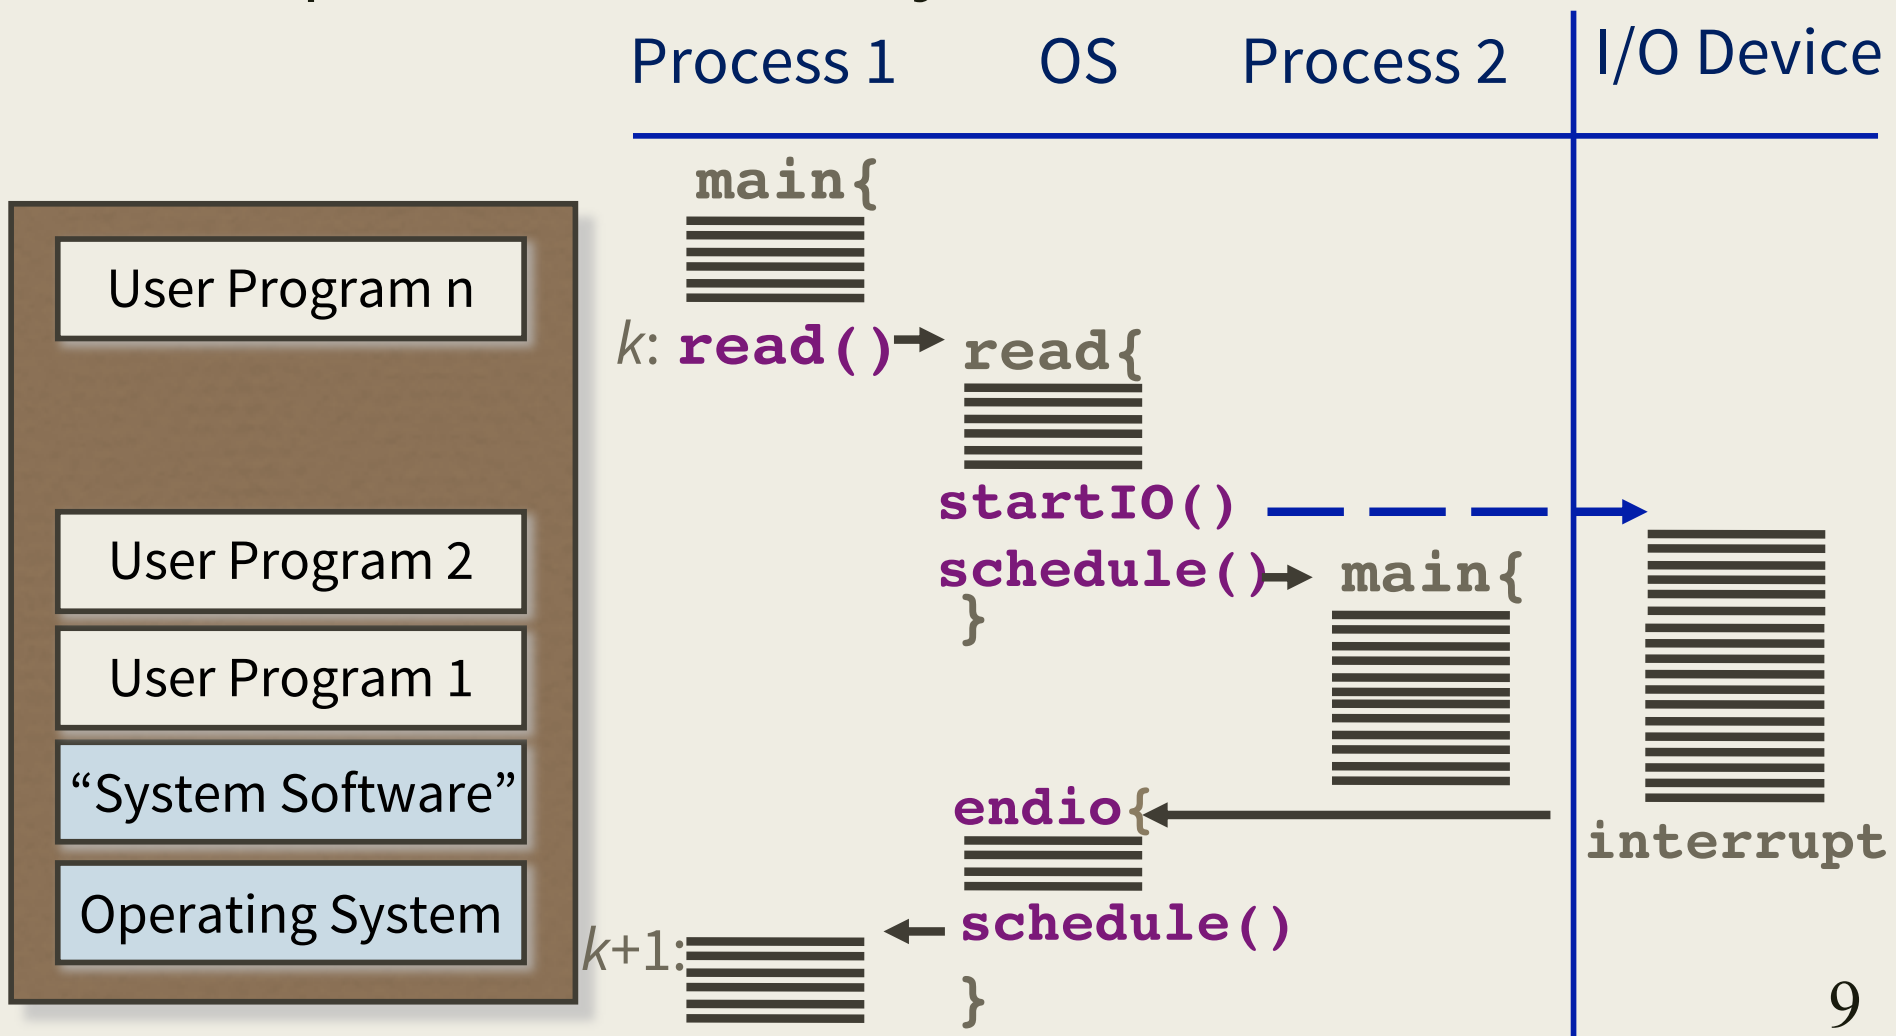 Process 1 OS Process 2 I/O Device
main{
User Program n
k: read() read{
startIO()
User Program 2
schedule() main{
}
User Program 1
“System Software”
endio{
interrupt
Operating System
schedule()
k+1:
}
9